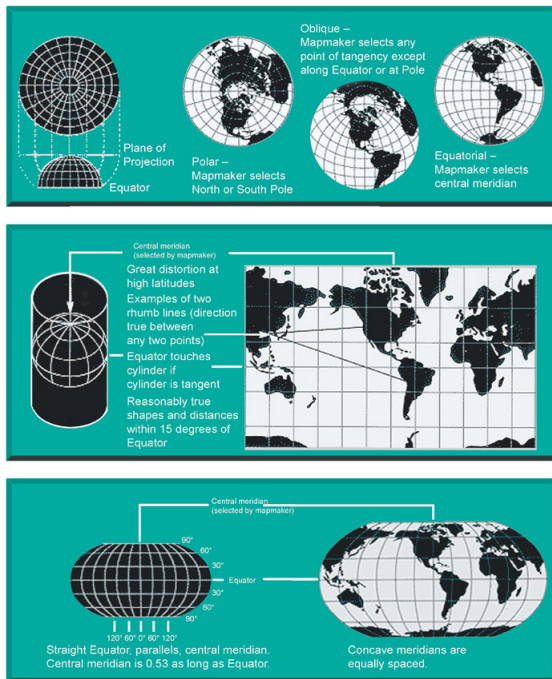 Oblique –
Mapmaker selects any
point of tangency except
along Equator or at Pole
Plane of
Projection
Equator
Polar –
Mapmaker selects
North or South Pole
Equatorial –
Mapmaker selects
central meridian
Central meridian
(selected by mapmaker)
Great distortion at
high latitudes
Examples of two
rhumb lines (direction
true between
any two points)
Equator touches
cylinder if
cylinder is tangent
Reasonably true
shapes and distances
within 15 degrees of
Equator
Central meridian
(selected by mapmaker)
90°
60°
30°
Equator
30°
60°
90°
120° 60° 0° 60° 120°
Straight Equator, parallels, central meridian.
Central meridian is 0.53 as long as Equator.
Concave meridians are
equally spaced.